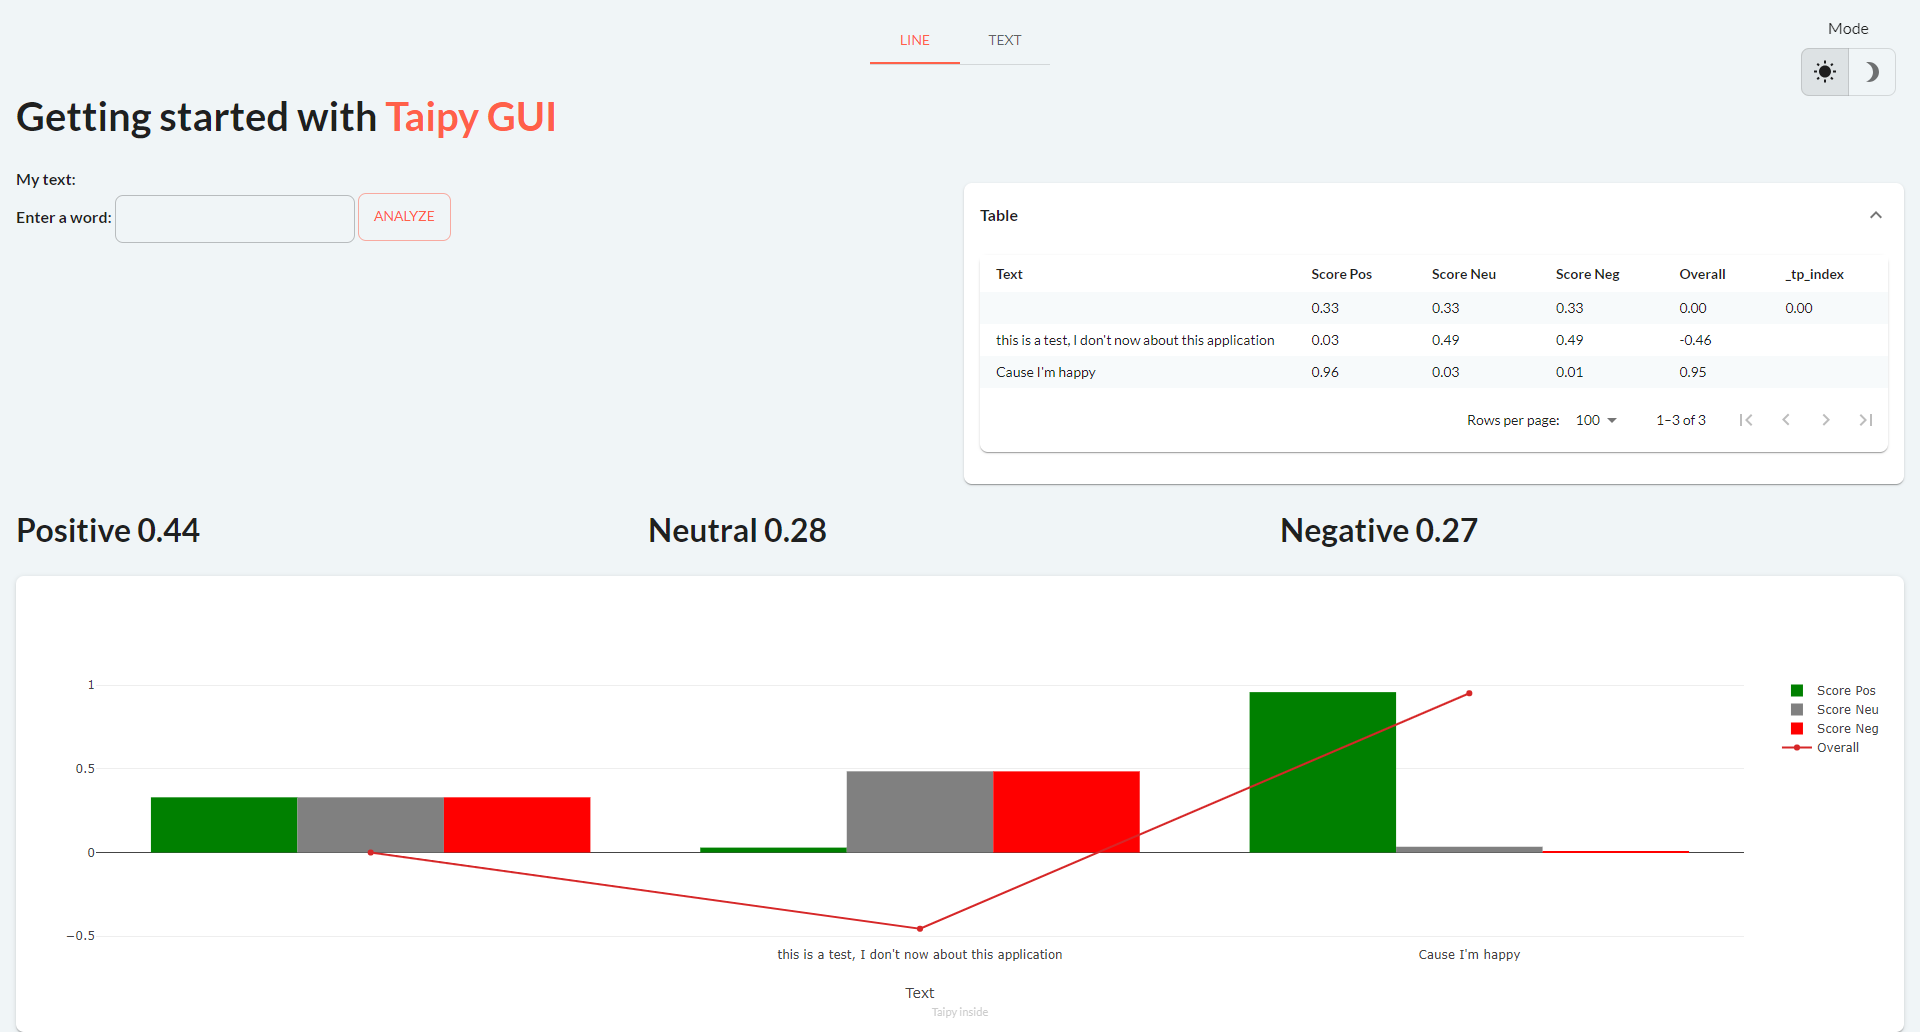 LINE TEXT
Mode
Getting started with Taipy GUI
My text:
Enter a word: ANALYZE
Table
Text Score Pos Score Neu Score Neg Overall _tp_index
0.33 0.33 0.33 0.00 0.00
this is a test, I don't now about this application 0.03 0.49 0.49 -0.46
Cause I'm happy 0.96 0.03 0.01 0.95
Rows per page: 100 1–3 of 3
Positive 0.44 Neutral 0.28 Negative 0.27
1
0.5
0
−0.5
Score Pos
Score Neu
Score Neg
Overall
this is a test, I don't now about this application Cause I'm happy
Text
Taipy inside